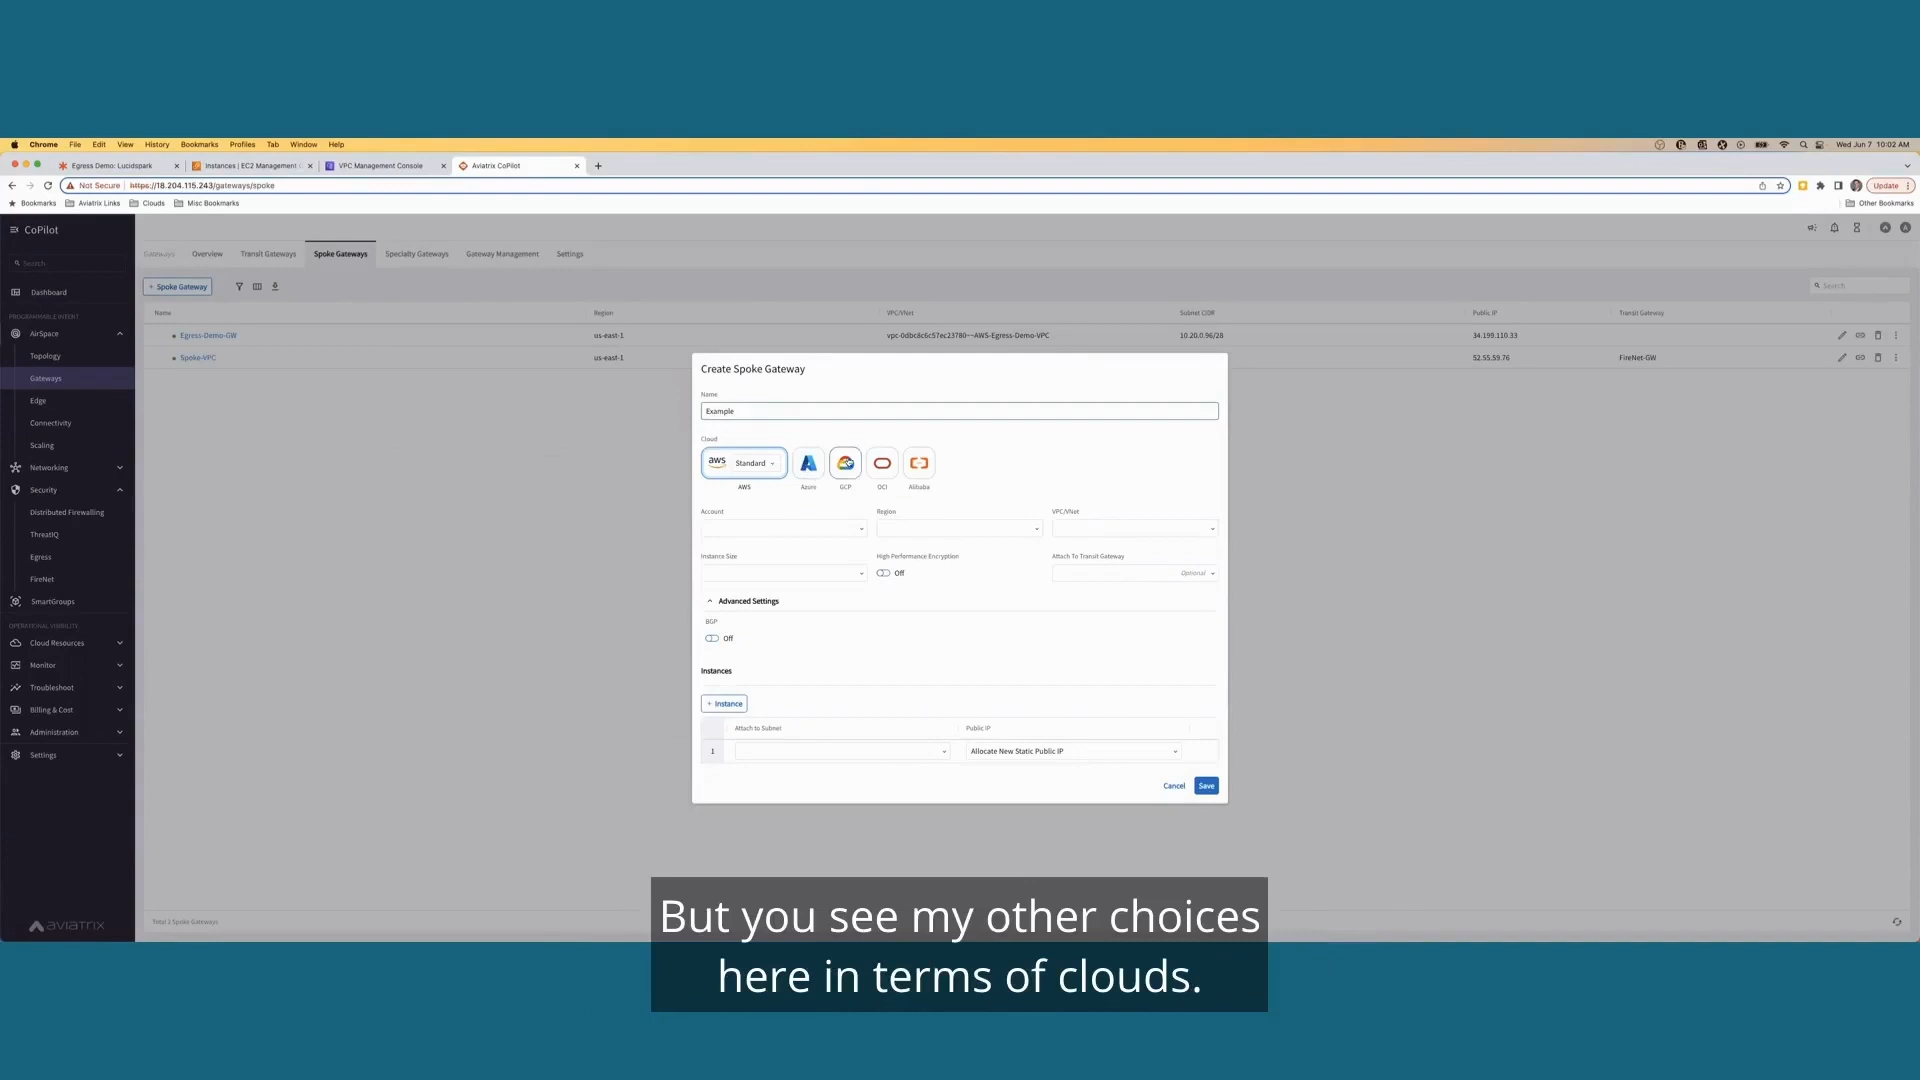 Chrome File Edit View History Bookmarks Profiles Tab Window Help Wed Jun 7 10:02 AM
Egress Demo: Lucidspark Instances | EC2 Management VPC Management Console Aviatrix CoPilot
Not Secure https://18.204.115.243/gateways/spoke Update
Bookmarks Aviatrix Links Clouds Misc Bookmarks Other Bookmarks
CoPilot
Search
Dashboard
PROGRAMMABLE INTENT
AirSpace
Topology
Gateways
Edge
Connectivity
Scaling
Networking
Security
Distributed Firewalling
ThreatIQ
Egress
FireNet
SmartGroups
OPERATIONAL VISIBILITY
Cloud Resources
Monitor
Troubleshoot
Billing & Cost
Administration
Settings
aviatrix
Gateways Overview Transit Gateways Spoke Gateways Specialty Gateways Gateway Management Settings
+ Spoke Gateway Search
Name Region VPC/VNet Subnet CIDR Public IP Transit Gateway
Egress-Demo-GW us-east-1 vpc-0dbc8c6c57ec23780~~AWS-Egress-Demo-VPC 10.20.0.96/28 34.199.110.33
Spoke-VPC us-east-1 52.55.59.76 FireNet-GW
Create Spoke Gateway
Name
Example
Cloud
aws Standard
AWS Azure GCP OCI Alibaba
Account Region VPC/VNet
Instance Size High Performance Encryption Attach To Transit Gateway
Off Optional
Advanced Settings
BGP
Off
Instances
+ Instance
Attach to Subnet Public IP
1 Allocate New Static Public IP
Cancel Save
Total 2 Spoke Gateways
But you see my other choices
here in terms of clouds.